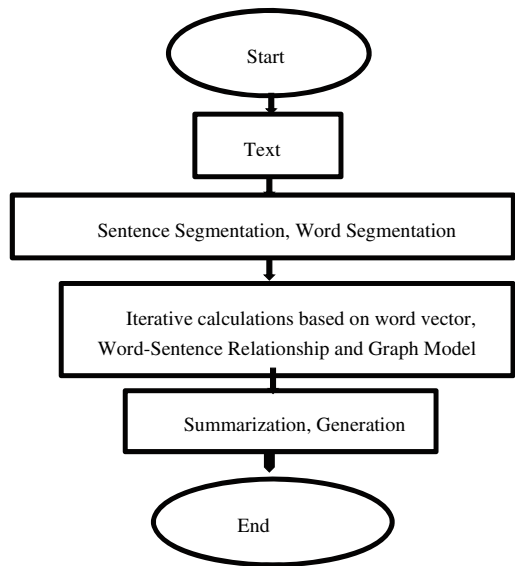 Start
Text
Sentence Segmentation, Word Segmentation
Iterative calculations based on word vector,
Word-Sentence Relationship and Graph Model
Summarization, Generation
End